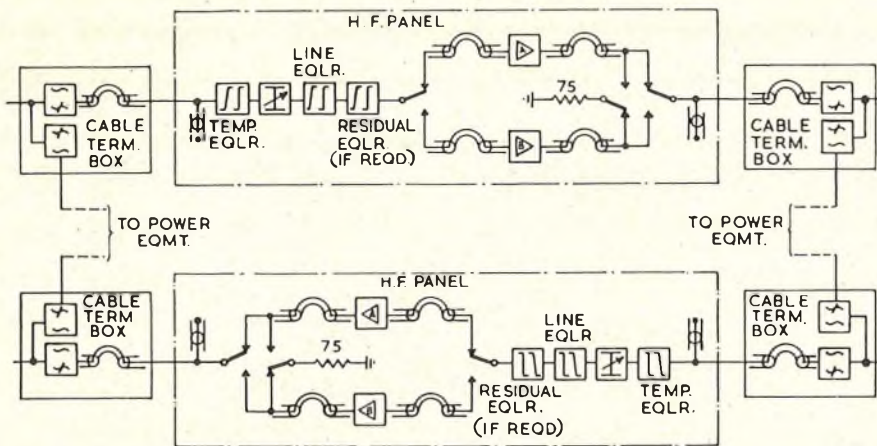 H.F. PANEL
LINE
EQLR.
A
75
CABLE
TERM.
BOX
TEMP.
EQLR.
RESIDUAL
EQLR.
(IF REQD)
B
CABLE
TERM.
BOX
TO POWER
EQMT.
TO POWER
EQMT.
H.F. PANEL
CABLE
TERM
BOX
A
75
LINE
EQLR
CABLE
TERM.
BOX
B
RESIDUAL
EQLR.
(IF REQD)
TEMP.
EQLR.